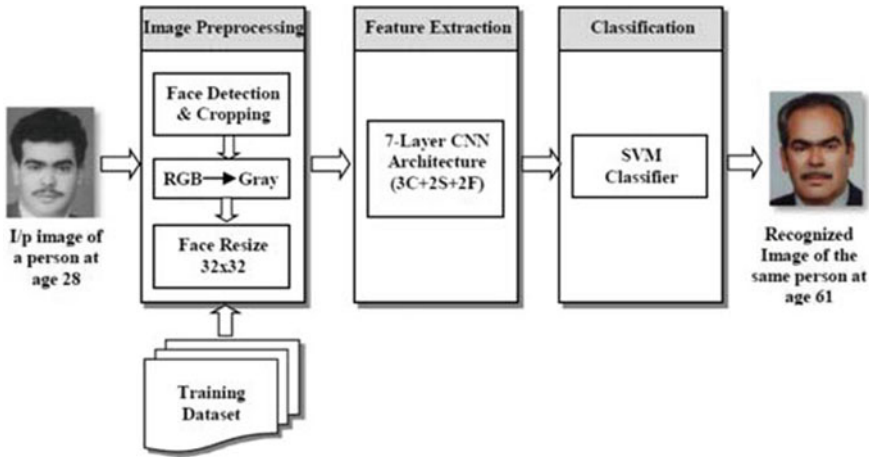 Image Preprocessing
Face Detection
& Cropping
RGB Gray
Face Resize
32x32
Feature Extraction
7-Layer CNN
Architecture
(3C+2S+2F)
Classification
SVM
Classifier
I/p image of
a person at
age 28
Recognized
Image of the
same person at
age 61
Training
Dataset